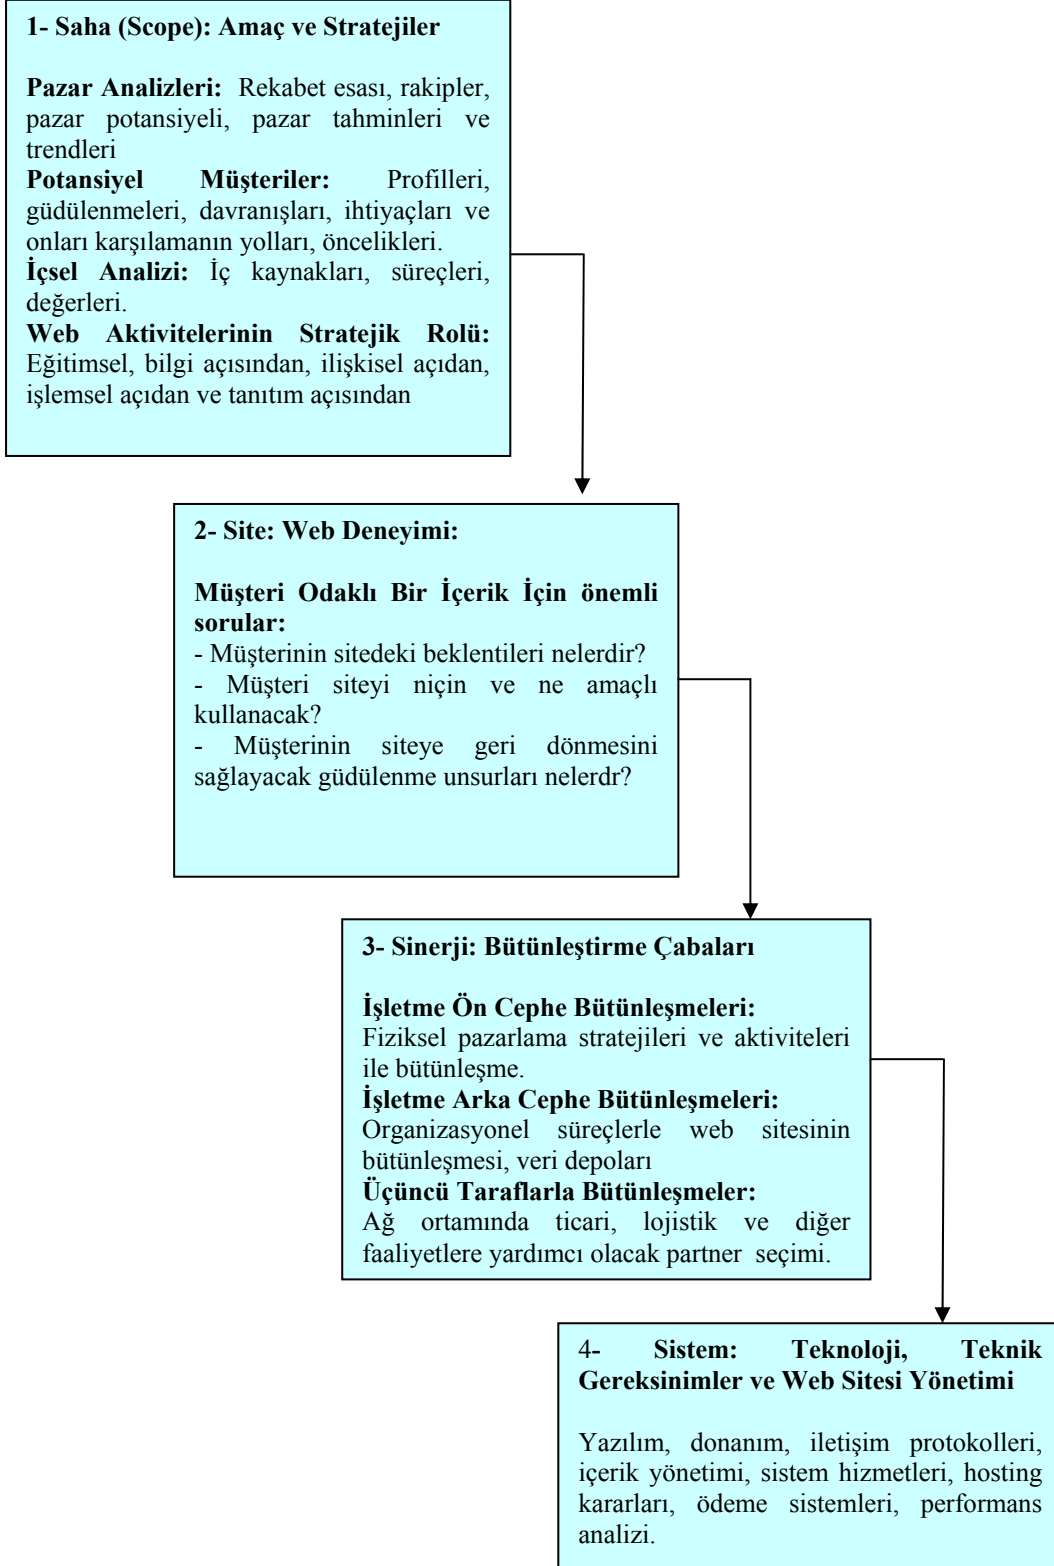 1- Saha (Scope): Amaç ve Stratejiler
Pazar Analizleri: Rekabet esası, rakipler,
pazar potansiyeli, pazar tahminleri ve
trendleri
Potansiyel Müşteriler: Profilleri,
güdülenmeleri, davranışları, ihtiyaçları ve
onları karşılamanın yolları, öncelikleri.
İçsel Analizi: İç kaynakları, süreçleri,
değerleri.
Web Aktivitelerinin Stratejik Rolü:
Eğitimsel, bilgi açısından, ilişkisel açıdan,
işlemsel açıdan ve tanıtım açısından
2- Site: Web Deneyimi:
Müşteri Odaklı Bir İçerik İçin önemli
sorular:
- Müşterinin sitedeki beklentileri nelerdir?
- Müşteri siteyi niçin ve ne amaçlı
kullanacak?
- Müşterinin siteye geri dönmesini
sağlayacak güdülenme unsurları nelerdr?
3- Sinerji: Bütünleştirme Çabaları
İşletme Ön Cephe Bütünleşmeleri:
Fiziksel pazarlama stratejileri ve aktiviteleri
ile bütünleşme.
İşletme Arka Cephe Bütünleşmeleri:
Organizasyonel süreçlerle web sitesinin
bütünleşmesi, veri depoları
Üçüncü Taraflarla Bütünleşmeler:
Ağ ortamında ticari, lojistik ve diğer
faaliyetlere yardımcı olacak partner seçimi.
4- Sistem: Teknoloji, Teknik
Gereksinimler ve Web Sitesi Yönetimi
Yazılım, donanım, iletişim protokolleri,
içerik yönetimi, sistem hizmetleri, hosting
kararları, ödeme sistemleri, performans
analizi.